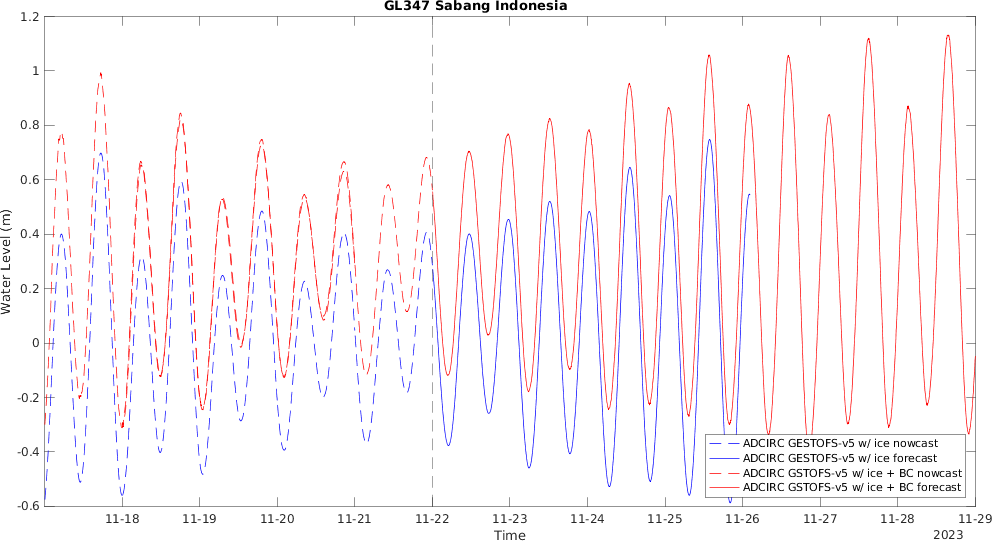 GL347 Sabang Indonesia
1.2
1
0.8
0.6
0.4
0.2
0
-0.2
-0.4
-0.6
Water Level (m)
ADCIRC GESTOFS-v5 w/ ice nowcast
ADCIRC GESTOFS-v5 w/ ice forecast
ADCIRC GSTOFS-v5 w/ ice + BC nowcast
ADCIRC GSTOFS-v5 w/ ice + BC forecast
11-18 11-19 11-20 11-21 11-22 11-23 11-24 11-25 11-26 11-27 11-28 11-29
Time
2023